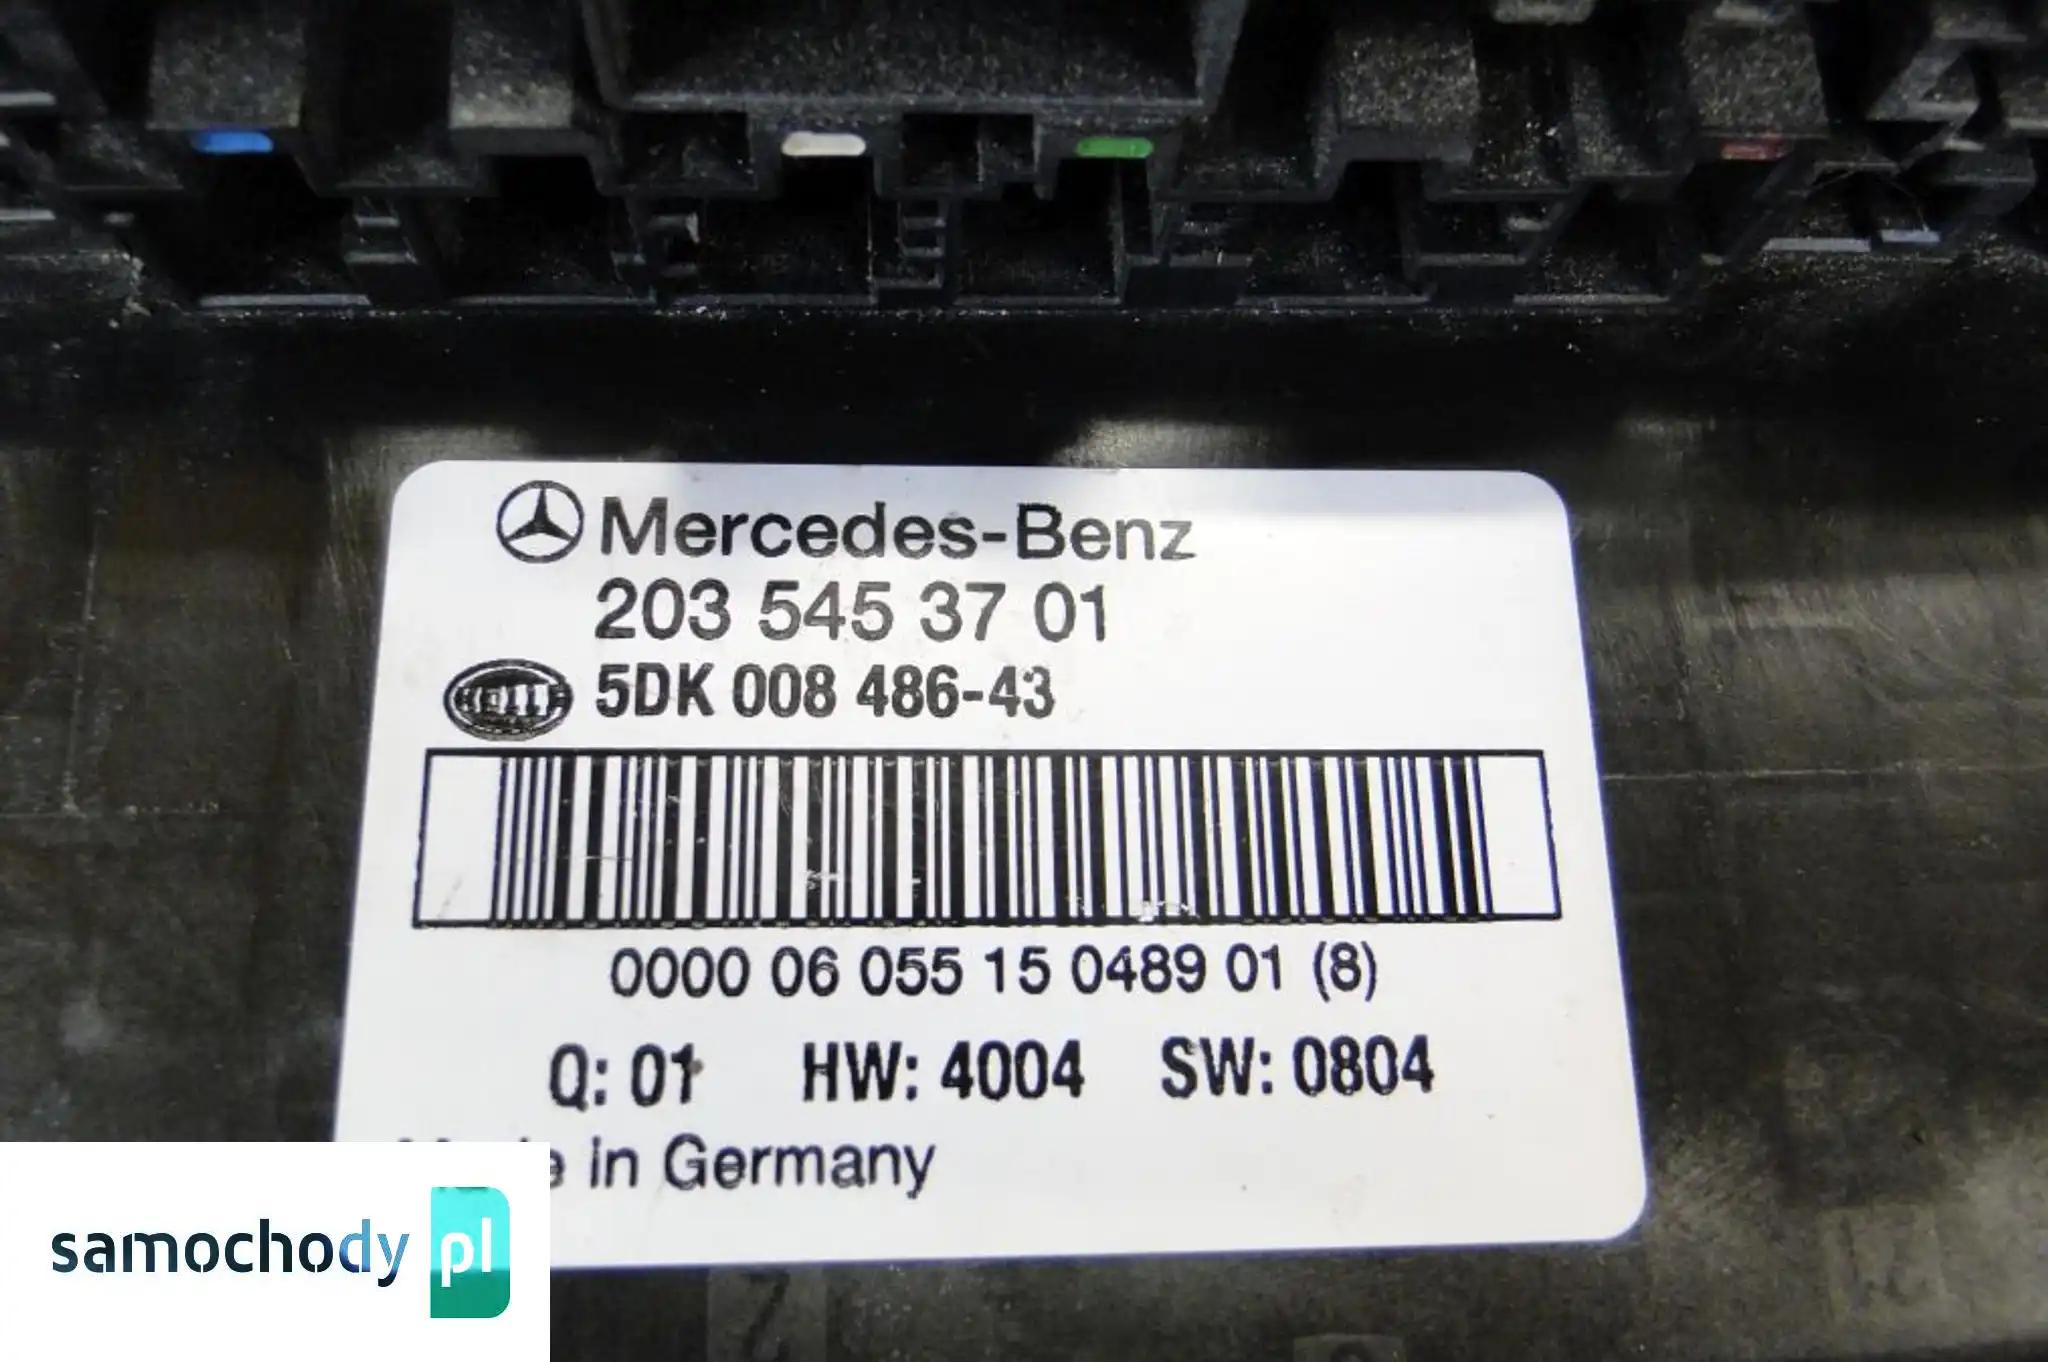 Mercedes-Benz
203 545 37 01
HELLA 5DK 008 486-43
0000 06 055 15 0489 01 (8)
Q: 01 HW: 4004 SW: 0804
in Germany
samochody pl